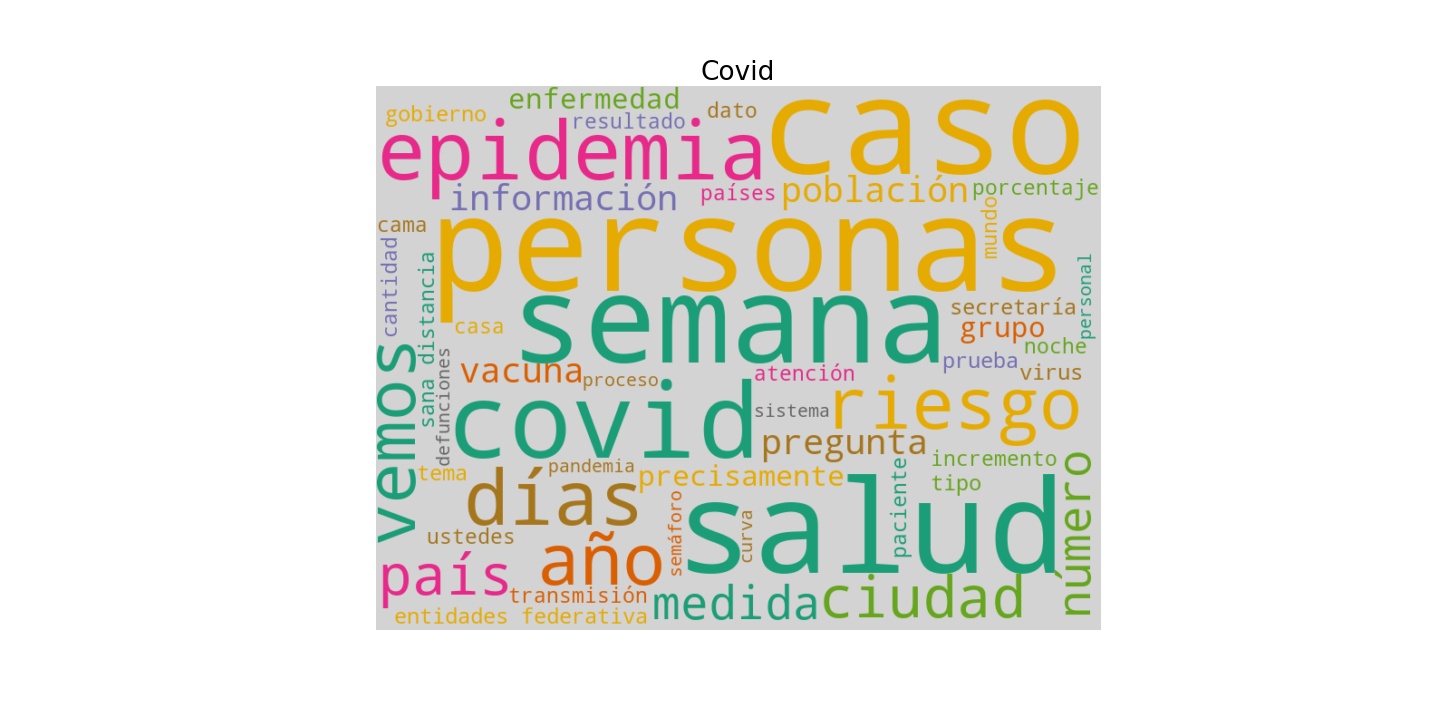 Covid
gobierno
enfermedad
resultado
dato
caso
epidemia
información
países
población
porcentaje
mundo
cama
personas
cantidad
sana distancia
semana
secretaría
personal
casa
grupo
noche
vemos
defunciones
vacuna
proceso
atención
prueba
virus
covid
sistema
riesgo
pregunta
tema
pandemia
precisamente
paciente
incremento
tipo
número
días
ustedes
semáforo
curva
salud
país
año
transmisión
medida
ciudad
entidades federativa